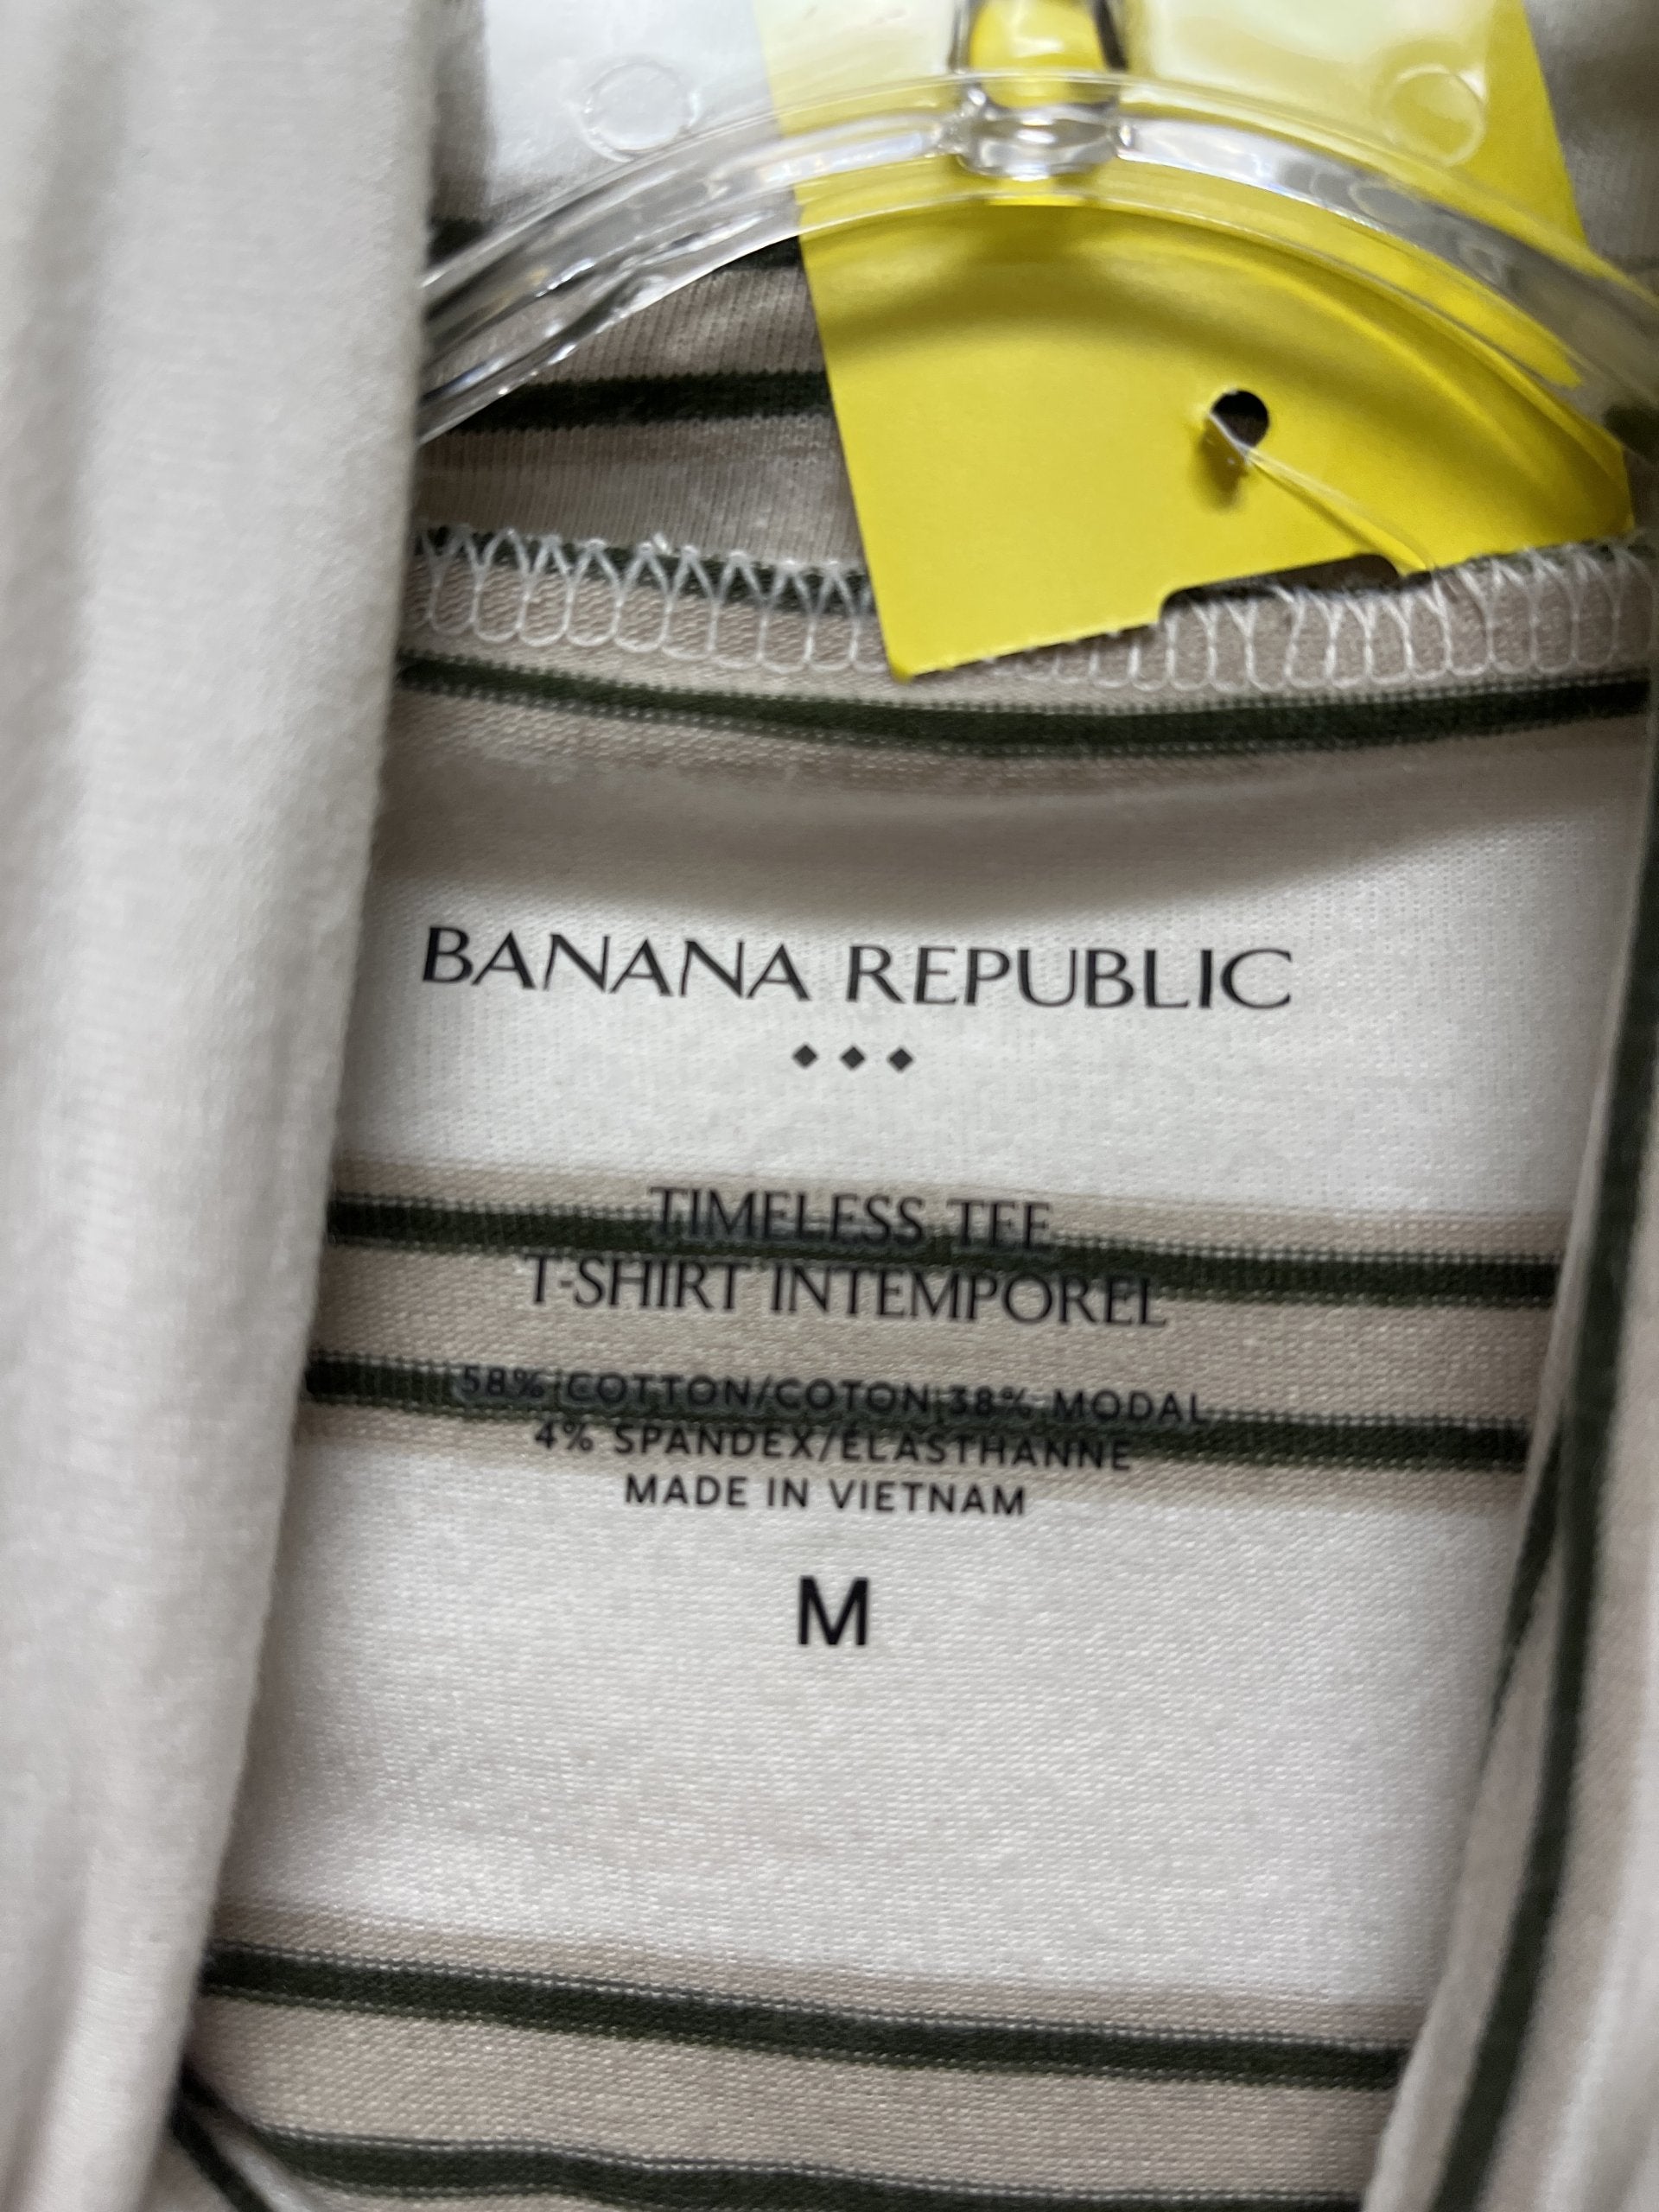 BANANA REPUBLIC
TIMELESS TEE
T-SHIRT INTEMPOREL
58% COTTON/COTON 38% MODAL
4% SPANDEX/ÉLASTHANNE
MADE IN VIETNAM
M